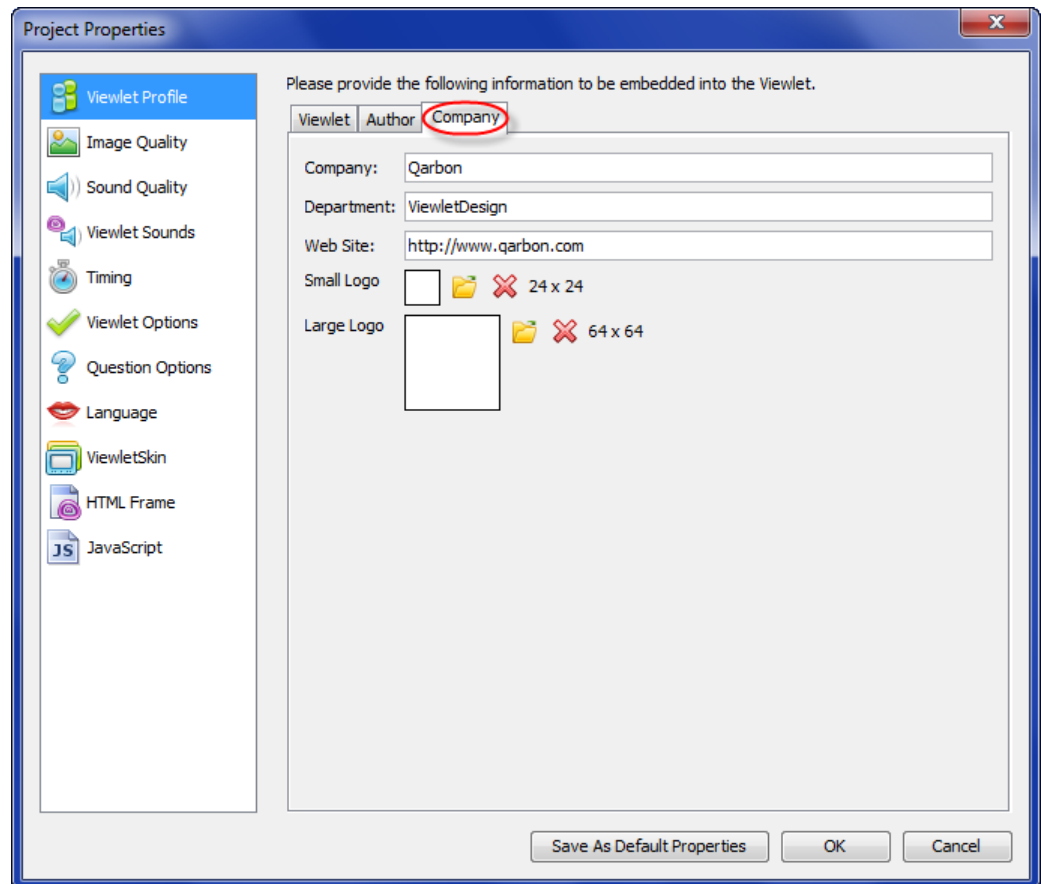 Project Properties
X
Viewlet Profile
Image Quality
Sound Quality
Viewlet Sounds
Timing
Viewlet Options
Question Options
Language
ViewletSkin
HTML Frame
JS JavaScript
Please provide the following information to be embedded into the Viewlet.
Viewlet Author Company
Company: Qarbon
Department: ViewletDesign
Web Site: http://www.qarbon.com
Small Logo 24 x 24
Large Logo 64 x 64
Save As Default Properties OK Cancel